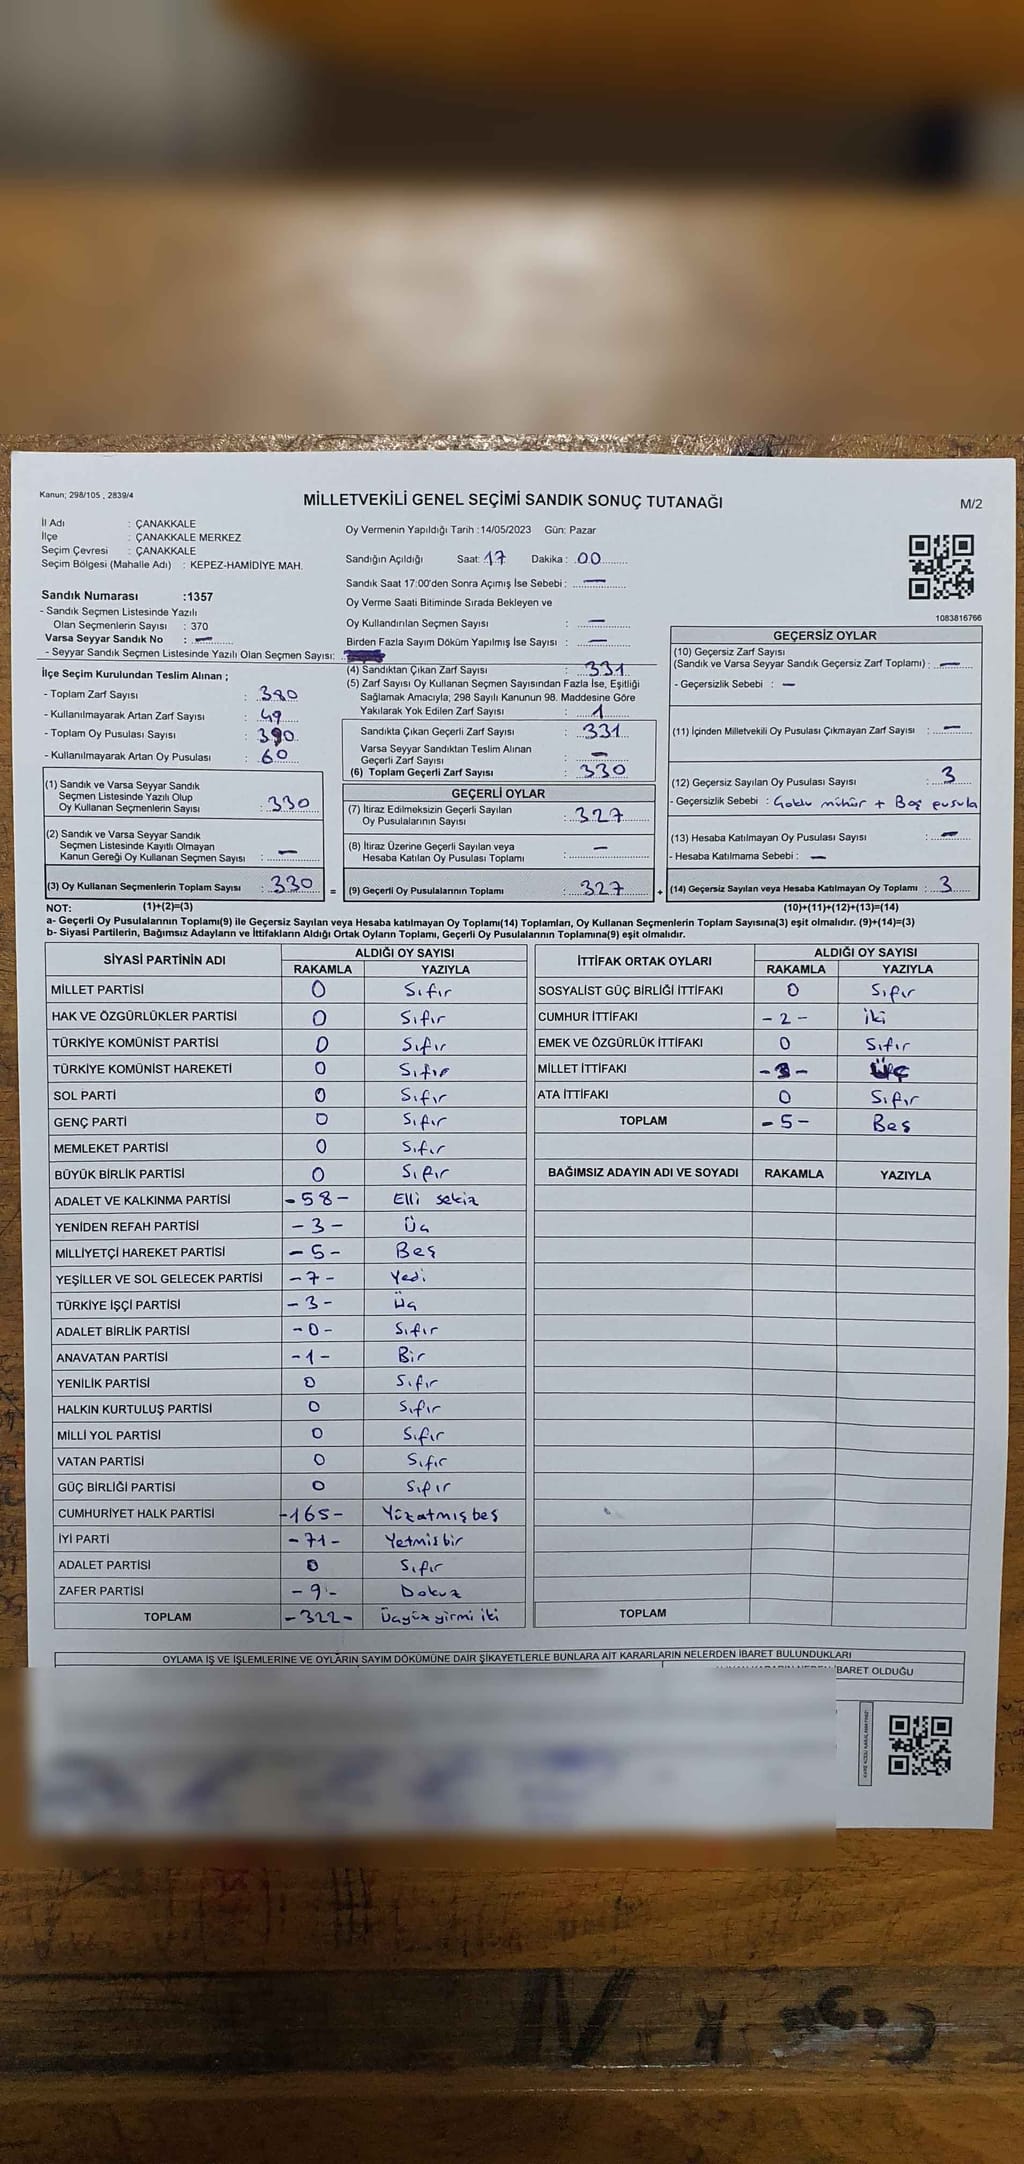 Kanun; 298/105 , 2839/4
MİLLETVEKİLİ GENEL SEÇİMİ SANDIK SONUÇ TUTANAĞI
M/2
İl Adı : ÇANAKKALE
İlçe : ÇANAKKALE MERKEZ
Seçim Çevresi : ÇANAKKALE
Seçim Bölgesi (Mahalle Adı) : KEPEZ-HAMİDİYE MAH.
Sandık Numarası :1357
- Sandık Seçmen Listesinde Yazılı
Olan Seçmenlerin Sayısı : 370
Varsa Seyyar Sandık No : —
- Seyyar Sandık Seçmen Listesinde Yazılı Olan Seçmen Sayısı:
Oy Vermenin Yapıldığı Tarih :14/05/2023 Gün: Pazar
Sandığın Açıldığı Saat: 17 Dakika : 00
Sandık Saat 17:00'den Sonra Açımış İse Sebebi : —
Oy Verme Saati Bitiminde Sırada Bekleyen ve
Oy Kullandırılan Seçmen Sayısı : —
Birden Fazla Sayım Döküm Yapılmış İse Sayısı : —
1083816766
İlçe Seçim Kurulundan Teslim Alınan ;
- Toplam Zarf Sayısı : 380
- Kullanılmayarak Artan Zarf Sayısı : 49
- Toplam Oy Pusulası Sayısı : 390
- Kullanılmayarak Artan Oy Pusulası : 60
(1) Sandık ve Varsa Seyyar Sandık
Seçmen Listesinde Yazılı Olup
Oy Kullanan Seçmenlerin Sayısı : 330
(2) Sandık ve Varsa Seyyar Sandık
Seçmen Listesinde Kayıtlı Olmayan
Kanun Gereği Oy Kullanan Seçmen Sayısı : —
(3) Oy Kullanan Seçmenlerin Toplam Sayısı : 330 =
(1)+(2)=(3)
(4) Sandıktan Çıkan Zarf Sayısı : 331
(5) Zarf Sayısı Oy Kullanan Seçmen Sayısından Fazla İse, Eşitliği
Sağlamak Amacıyla; 298 Sayılı Kanunun 98. Maddesine Göre
Yakılarak Yok Edilen Zarf Sayısı : 1
Sandıkta Çıkan Geçerli Zarf Sayısı : 331
Varsa Seyyar Sandıktan Teslim Alınan
Geçerli Zarf Sayısı : —
(6) Toplam Geçerli Zarf Sayısı : 330
GEÇERLİ OYLAR
(7) İtiraz Edilmeksizin Geçerli Sayılan
Oy Pusulalarının Sayısı : 327
(8) İtiraz Üzerine Geçerli Sayılan veya
Hesaba Katılan Oy Pusulası Toplamı : —
(9) Geçerli Oy Pusulalarının Toplamı : 327 +
GEÇERSİZ OYLAR
(10) Geçersiz Zarf Sayısı
(Sandık ve Varsa Seyyar Sandık Geçersiz Zarf Toplamı) : —
- Geçersizlik Sebebi : —
(11) İçinden Milletvekili Oy Pusulası Çıkmayan Zarf Sayısı : —
(12) Geçersiz Sayılan Oy Pusulası Sayısı : 3
- Geçersizlik Sebebi : Çoklu mühür + Boş pusula
(13) Hesaba Katılmayan Oy Pusulası Sayısı : —
- Hesaba Katılmama Sebebi : —
(14) Geçersiz Sayılan veya Hesaba Katılmayan Oy Toplamı : 3
(10)+(11)+(12)+(13)=(14)
NOT:
a- Geçerli Oy Pusulalarının Toplamı(9) ile Geçersiz Sayılan veya Hesaba katılmayan Oy Toplamı(14) Toplamları, Oy Kullanan Seçmenlerin Toplam Sayısına(3) eşit olmalıdır. (9)+(14)=(3)
b- Siyasi Partilerin, Bağımsız Adayların ve İttifakların Aldığı Ortak Oyların Toplamı, Geçerli Oy Pusulalarının Toplamına(9) eşit olmalıdır.
SİYASİ PARTİNİN ADI ALDIĞI OY SAYISI
RAKAMLA YAZIYLA
MİLLET PARTİSİ 0 Sıfır
HAK VE ÖZGÜRLÜKLER PARTİSİ 0 Sıfır
TÜRKİYE KOMÜNİST PARTİSİ 0 Sıfır
TÜRKİYE KOMÜNİST HAREKETİ 0 Sıfır
SOL PARTİ 0 Sıfır
GENÇ PARTİ 0 Sıfır
MEMLEKET PARTİSİ 0 Sıfır
BÜYÜK BİRLİK PARTİSİ 0 Sıfır
ADALET VE KALKINMA PARTİSİ -58- Elli sekiz
YENİDEN REFAH PARTİSİ -3- Üç
MİLLİYETÇİ HAREKET PARTİSİ -5- Beş
YEŞİLLER VE SOL GELECEK PARTİSİ -7- Yedi
TÜRKİYE İŞÇİ PARTİSİ -3- Üç
ADALET BİRLİK PARTİSİ -0- Sıfır
ANAVATAN PARTİSİ -1- Bir
YENİLİK PARTİSİ 0 Sıfır
HALKIN KURTULUŞ PARTİSİ 0 Sıfır
MİLLİ YOL PARTİSİ 0 Sıfır
VATAN PARTİSİ 0 Sıfır
GÜÇ BİRLİĞİ PARTİSİ 0 Sıfır
CUMHURİYET HALK PARTİSİ -165- Yüzatmışbeş
İYİ PARTİ -71- Yetmişbir
ADALET PARTİSİ 0 Sıfır
ZAFER PARTİSİ -9- Dokuz
TOPLAM -322- Üçyüzyirmi iki
İTTİFAK ORTAK OYLARI ALDIĞI OY SAYISI
RAKAMLA YAZIYLA
SOSYALİST GÜÇ BİRLİĞİ İTTİFAKI 0 Sıfır
CUMHUR İTTİFAKI -2- iki
EMEK VE ÖZGÜRLÜK İTTİFAKI 0 Sıfır
MİLLET İTTİFAKI -3- Üç
ATA İTTİFAKI 0 Sıfır
TOPLAM -5- Beş
BAĞIMSIZ ADAYIN ADI VE SOYADI RAKAMLA YAZIYLA
TOPLAM
OYLAMA İŞ VE İŞLEMLERİNE VE OYLARIN SAYIM DÖKÜMÜNE DAİR ŞİKAYETLERLE BUNLARA AİT KARARLARIN NELERDEN İBARET BULUNDUKLARI
İBARET OLDUĞU